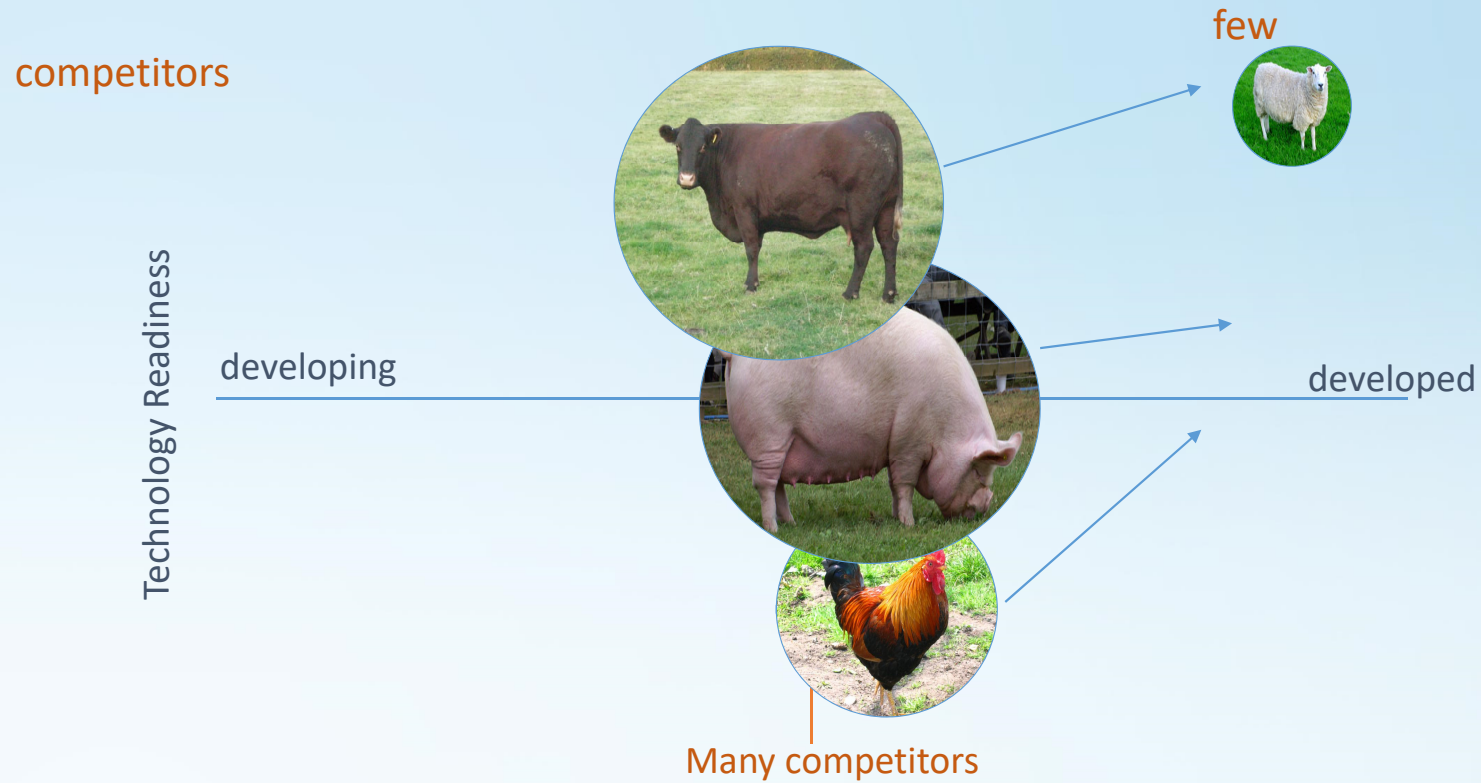 few
competitors
Technology Readiness
developing
developed
Many competitors